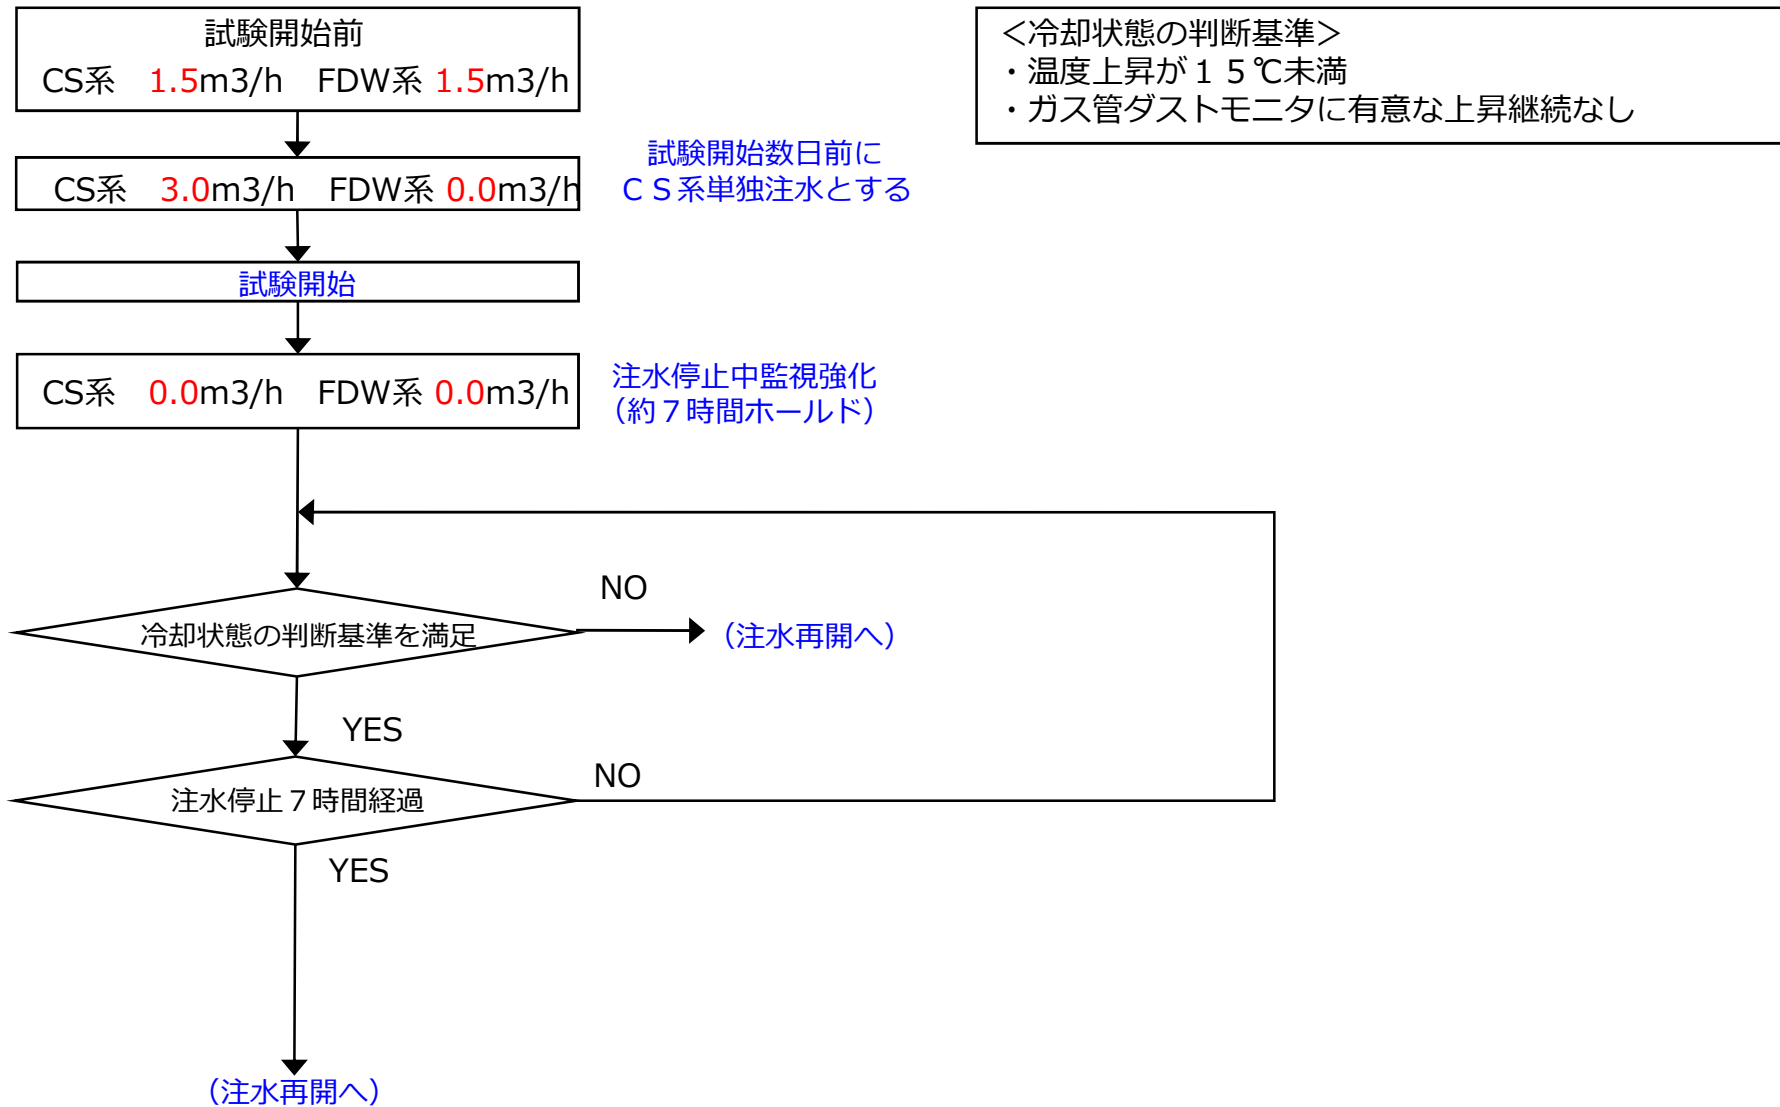 試験開始前
CS系　1.5m3/h　FDW系 1.5m3/h
＜冷却状態の判断基準＞
・温度上昇が１５℃未満
・ガス管ダストモニタに有意な上昇継続なし
CS系　3.0m3/h　FDW系 0.0m3/h
試験開始数日前に
ＣＳ系単独注水とする
試験開始
CS系　0.0m3/h　FDW系 0.0m3/h
注水停止中監視強化
（約７時間ホールド）
冷却状態の判断基準を満足
NO
（注水再開へ）
YES
注水停止７時間経過
NO
YES
（注水再開へ）